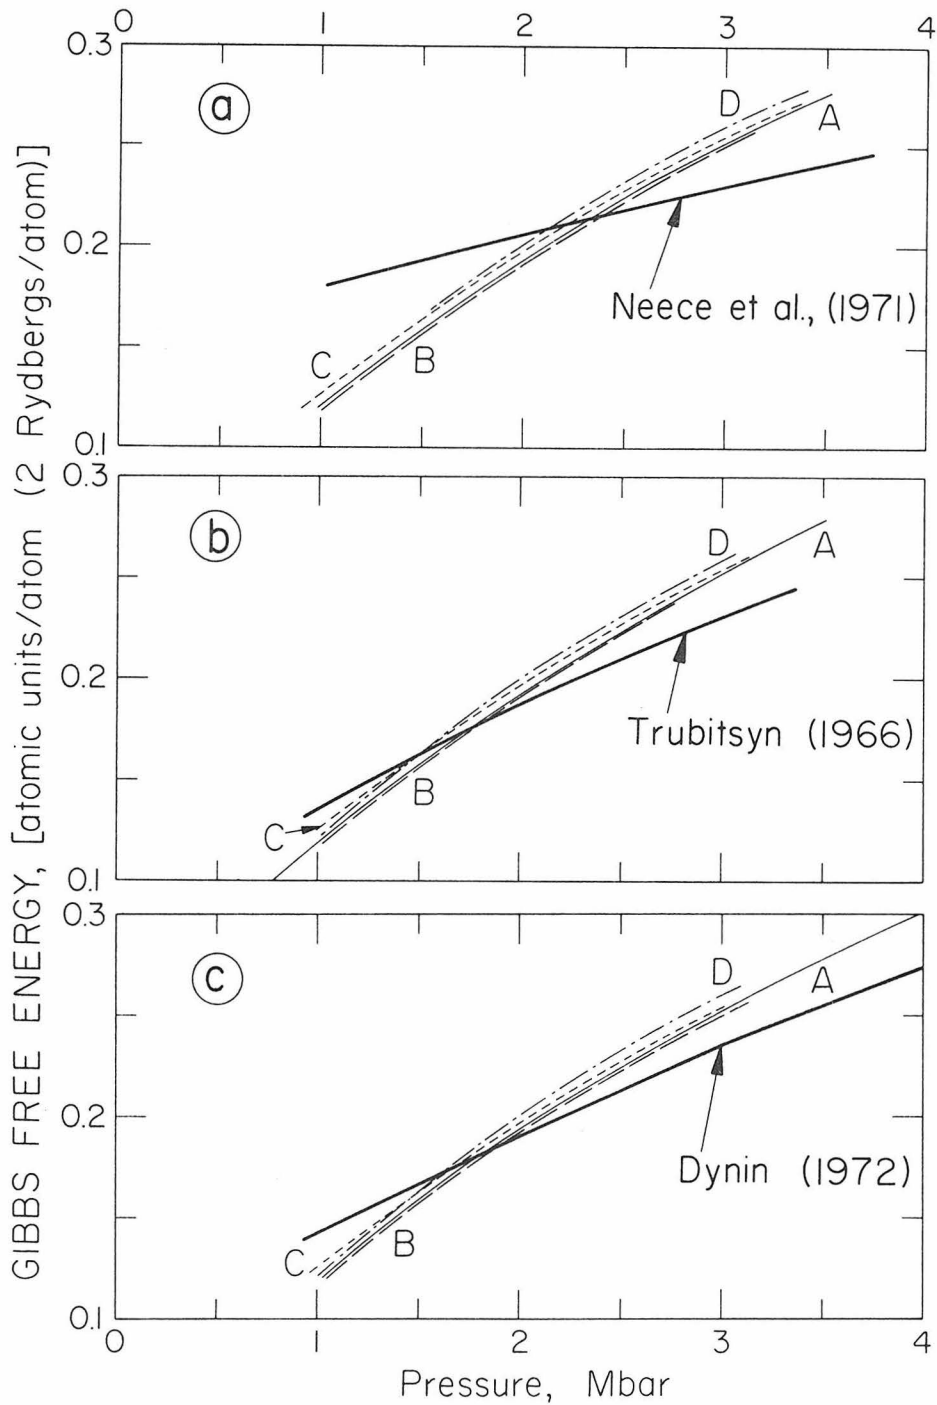 0 1 2 3 4
0.3
a
D
A
0.2
Neece et al., (1971)
C
B
0.1
0.3
b
D
A
0.2
Trubitsyn (1966)
B
C
0.1
0.3
c
D
A
0.2
Dynin (1972)
B
C
0.1
0 1 2 3 4
Pressure, Mbar
GIBBS FREE ENERGY, [atomic units/atom (2 Rydbergs/atom)]